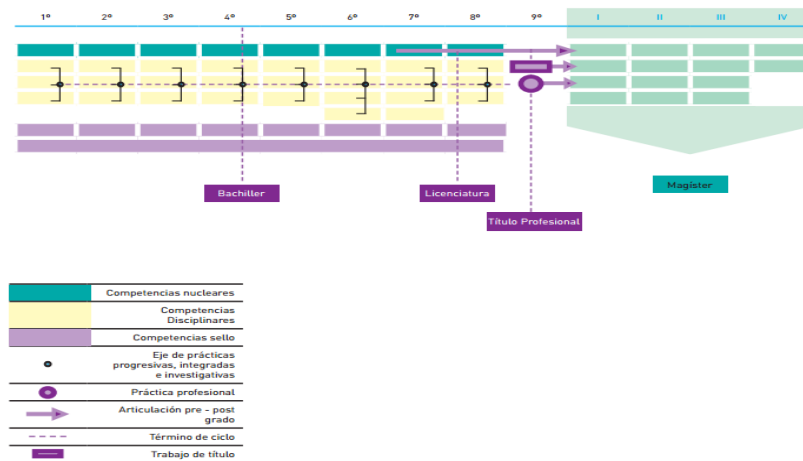 1º 2º 3º 4º 5º 6º 7º 8º 9º I II III IV
Bachiller
Licenciatura
Magíster
Título Profesional
Competencias nucleares
Competencias
Disciplinares
Competencias sello
Eje de prácticas
progresivas, integradas
e investigativas
Práctica profesional
Articulación pre - post
grado
Término de ciclo
Trabajo de título